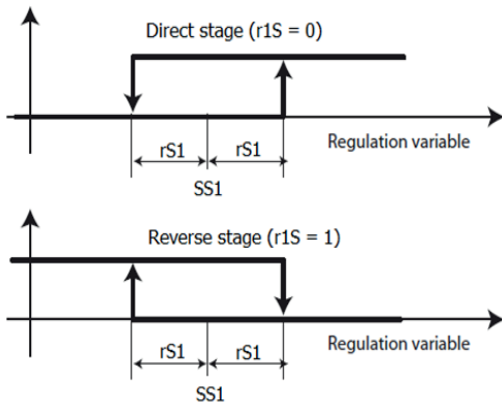 Direct stage (r1S = 0)
Regulation variable
rS1 rS1
SS1
Reverse stage (r1S = 1)
Regulation variable
rS1 rS1
SS1